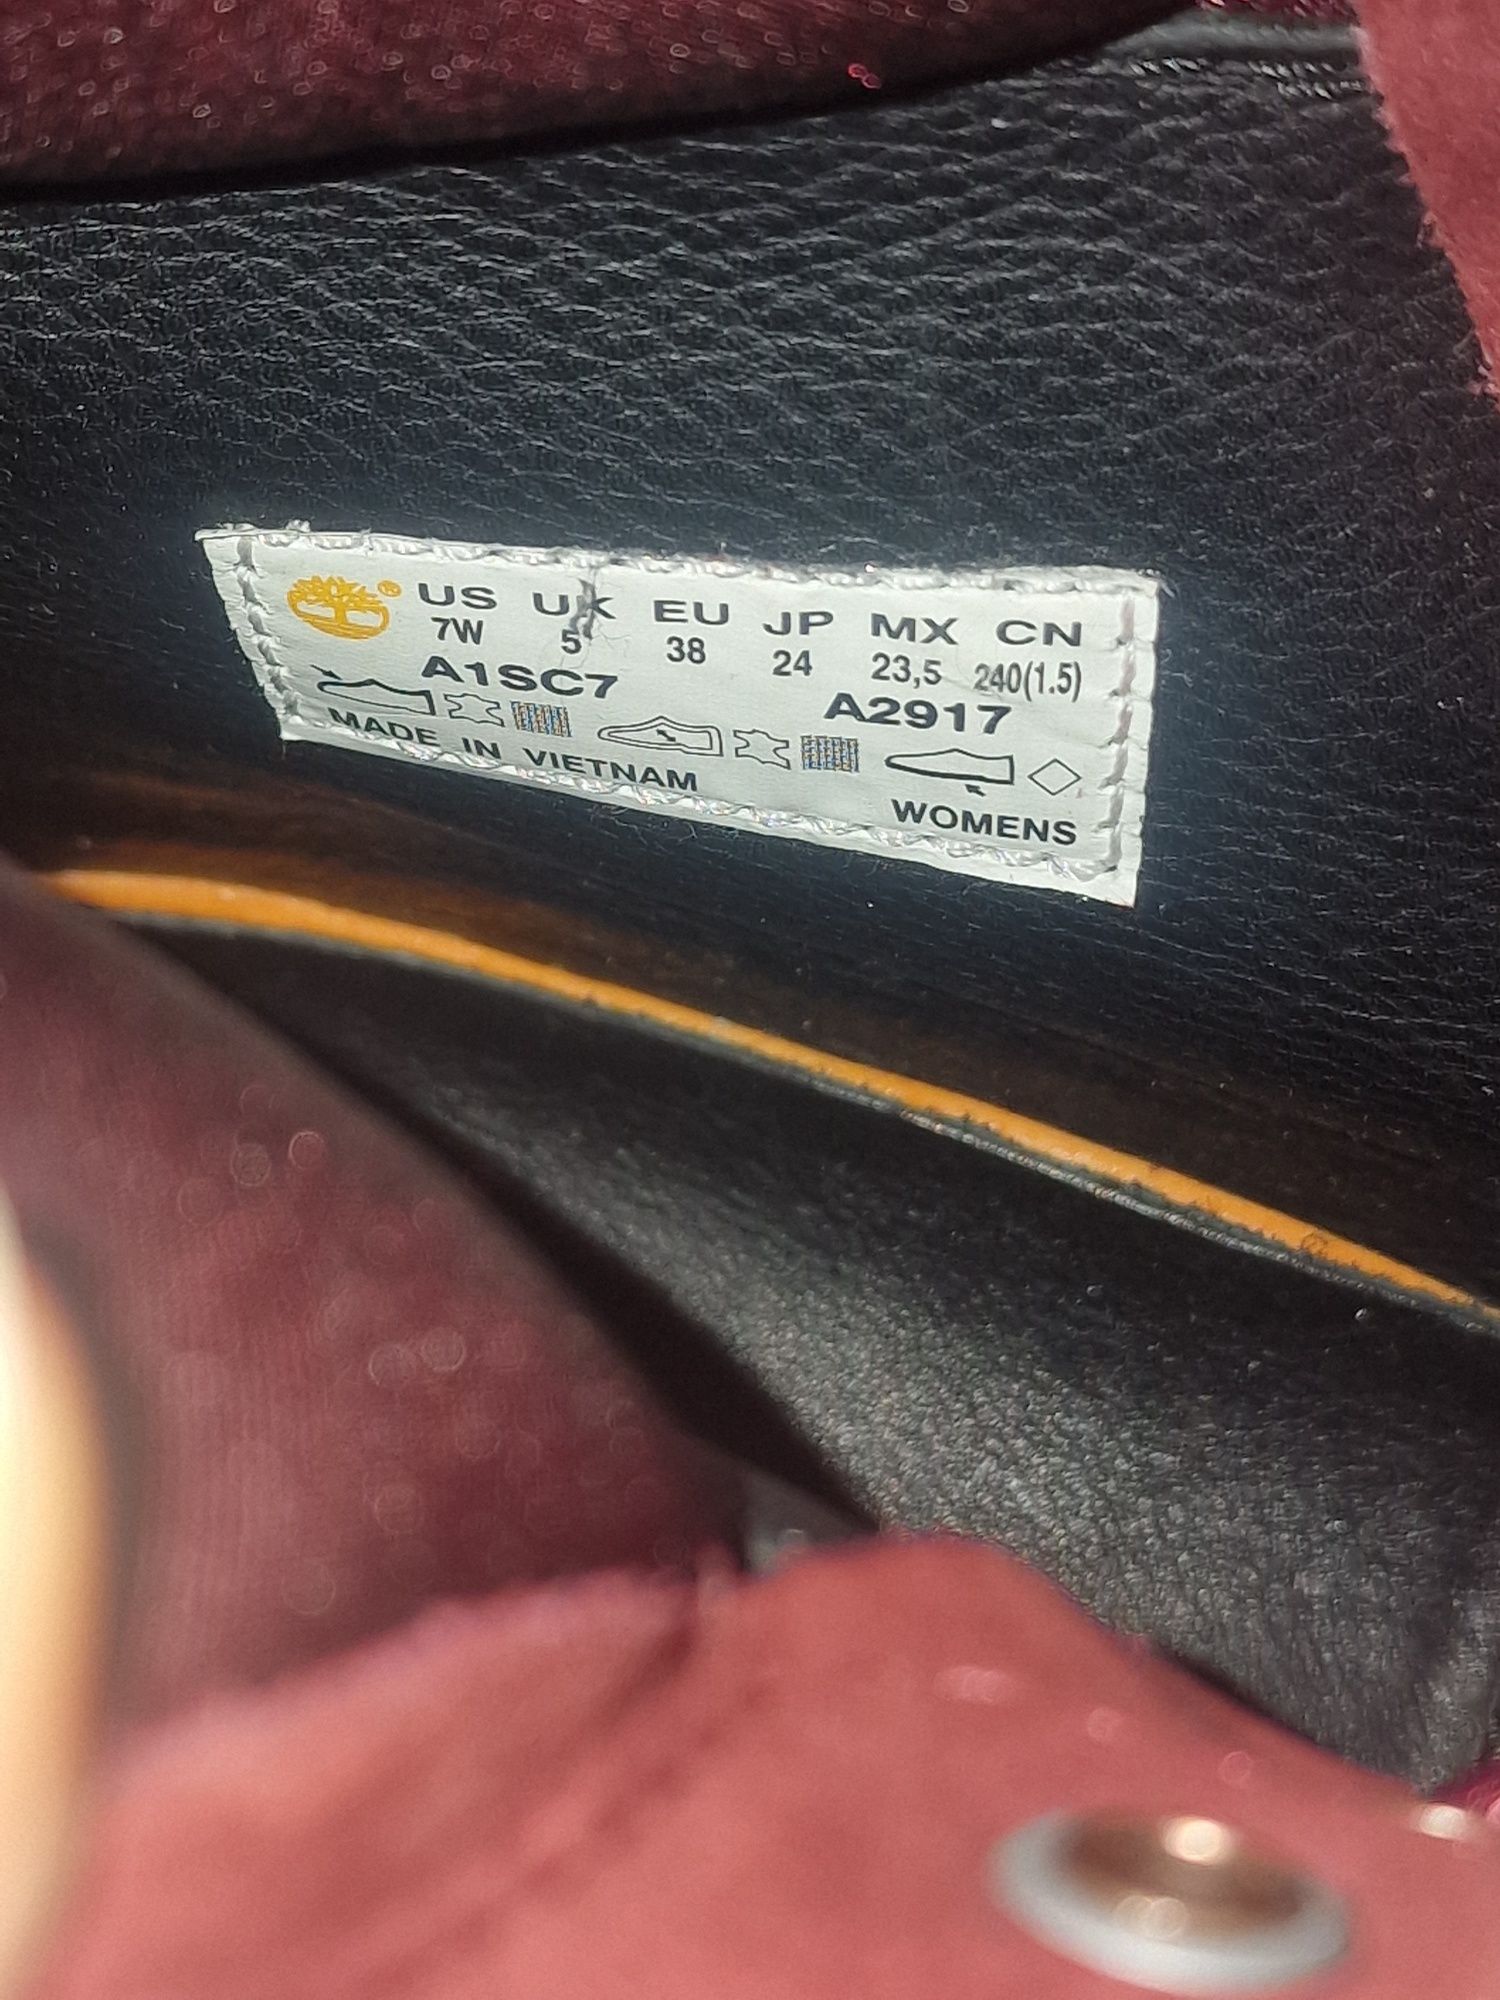 ® US UK EU JP MX CN
7W 5 38 24 23,5 240(1.5)
A1SC7 A2917
MADE IN VIETNAM
WOMENS